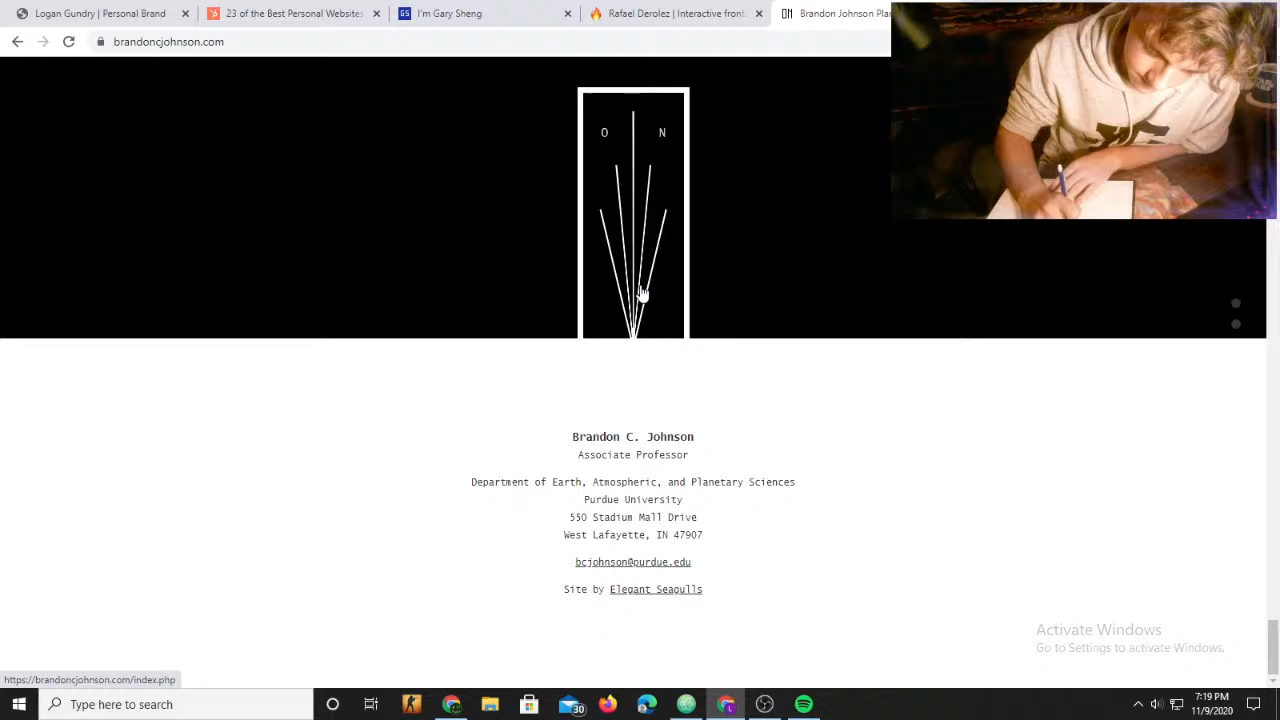 Logan Gundry | Personal Brand
23 of the Best Personal Websites
I'm Gary Sheng
Rafael Derolez | Interactive front
Brandon Johnson Plan
brandoncjohnson.com
O N
Brandon C. Johnson
Associate Professor
Department of Earth, Atmospheric, and Planetary Sciences
Purdue University
550 Stadium Mall Drive
West Lafayette, IN 47907
bcjohnson@purdue.edu
Site by Elegant Seagulls
Activate Windows
Go to Settings to activate Windows.
https://brandoncjohnson.com/index.php
Type here to search
30
7:19 PM
11/9/2020